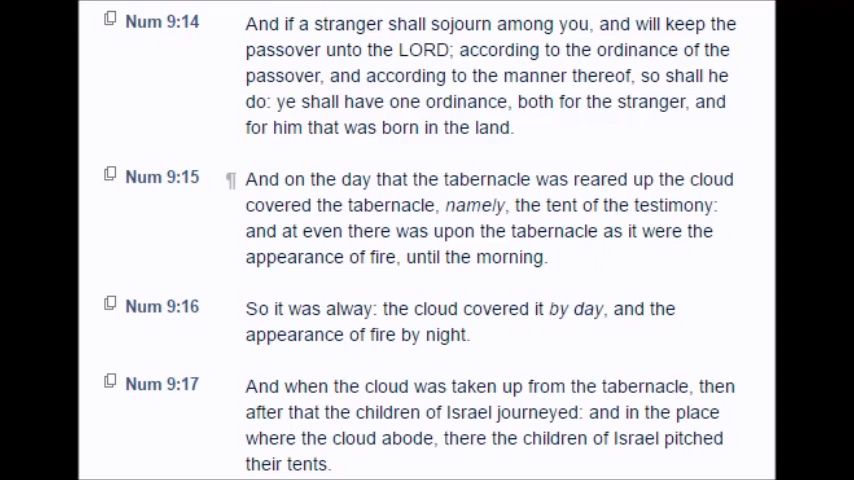 Num 9:14 And if a stranger shall sojourn among you, and will keep the
passover unto the LORD; according to the ordinance of the
passover, and according to the manner thereof, so shall he
do: ye shall have one ordinance, both for the stranger, and
for him that was born in the land.
Num 9:15 ¶ And on the day that the tabernacle was reared up the cloud
covered the tabernacle, namely, the tent of the testimony:
and at even there was upon the tabernacle as it were the
appearance of fire, until the morning.
Num 9:16 So it was alway: the cloud covered it by day, and the
appearance of fire by night.
Num 9:17 And when the cloud was taken up from the tabernacle, then
after that the children of Israel journeyed: and in the place
where the cloud abode, there the children of Israel pitched
their tents.